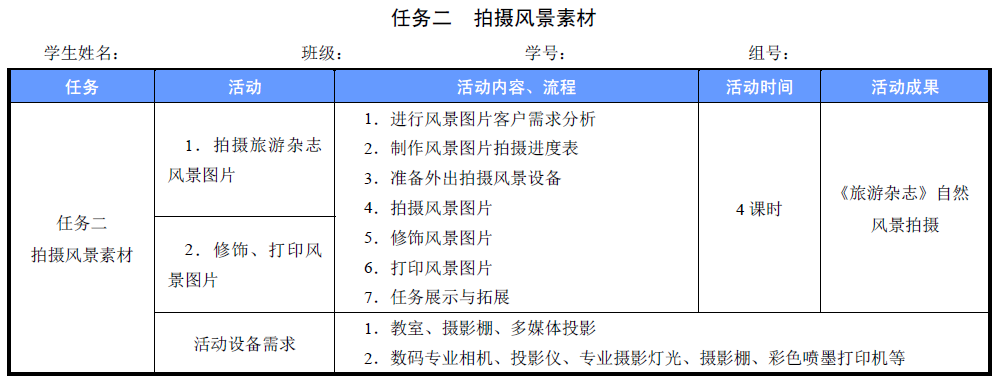 任务二 拍摄风景素材
学生姓名： 班级： 学号： 组号：
任务 活动 活动内容、流程 活动时间 活动成果
任务二
拍摄风景素材
1．拍摄旅游杂志
风景图片
2．修饰、打印风
景图片
1．进行风景图片客户需求分析
2．制作风景图片拍摄进度表
3．准备外出拍摄风景设备
4．拍摄风景图片
5．修饰风景图片
6．打印风景图片
7．任务展示与拓展
4 课时
《旅游杂志》自然
风景拍摄
活动设备需求
1．教室、摄影棚、多媒体投影
2．数码专业相机、投影仪、专业摄影灯光、摄影棚、彩色喷墨打印机等